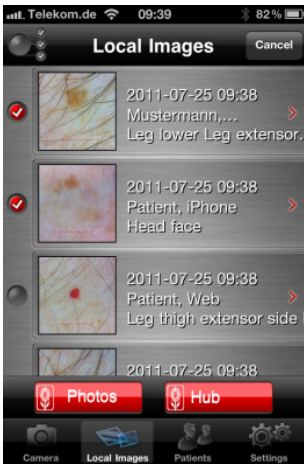 Telekom.de 09:39 82%
Local Images
Cancel
2011-07-25 09:38
Mustermann,...
Leg lower Leg extensor.
2011-07-25 09:38
Patient, iPhone
Head face
2011-07-25 09:38
Patient, Web
Leg thigh extensor side
2011-07-25 09:38
Photos
Hub
Camera
Local Images
Patients
Settings